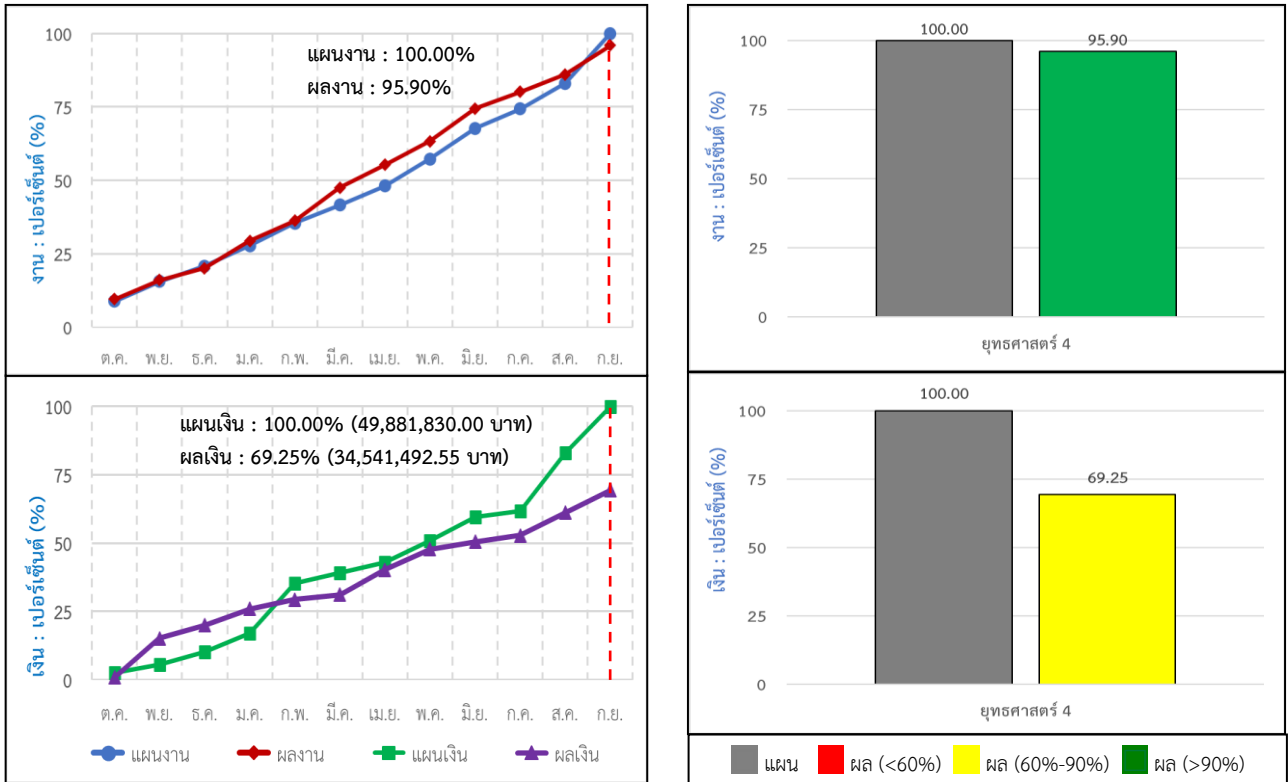 แผนงาน : 100.00%
ผลงาน : 95.90%
งาน : เปอร์เซ็นต์ (%)
100
75
50
25
0
ต.ค. พ.ย. ธ.ค. ม.ค. ก.พ. มี.ค. เม.ย. พ.ค. มิ.ย. ก.ค. ส.ค. ก.ย.
100.00
95.90
งาน : เปอร์เซ็นต์ (%)
100
75
50
25
0
ยุทธศาสตร์ 4
แผนเงิน : 100.00% (49,881,830.00 บาท)
ผลเงิน : 69.25% (34,541,492.55 บาท)
เงิน : เปอร์เซ็นต์ (%)
100
75
50
25
0
ต.ค. พ.ย. ธ.ค. ม.ค. ก.พ. มี.ค. เม.ย. พ.ค. มิ.ย. ก.ค. ส.ค. ก.ย.
แผนงาน ผลงาน แผนเงิน ผลเงิน
100.00
69.25
เงิน : เปอร์เซ็นต์ (%)
100
75
50
25
0
ยุทธศาสตร์ 4
แผน ผล (<60%) ผล (60%-90%) ผล (>90%)